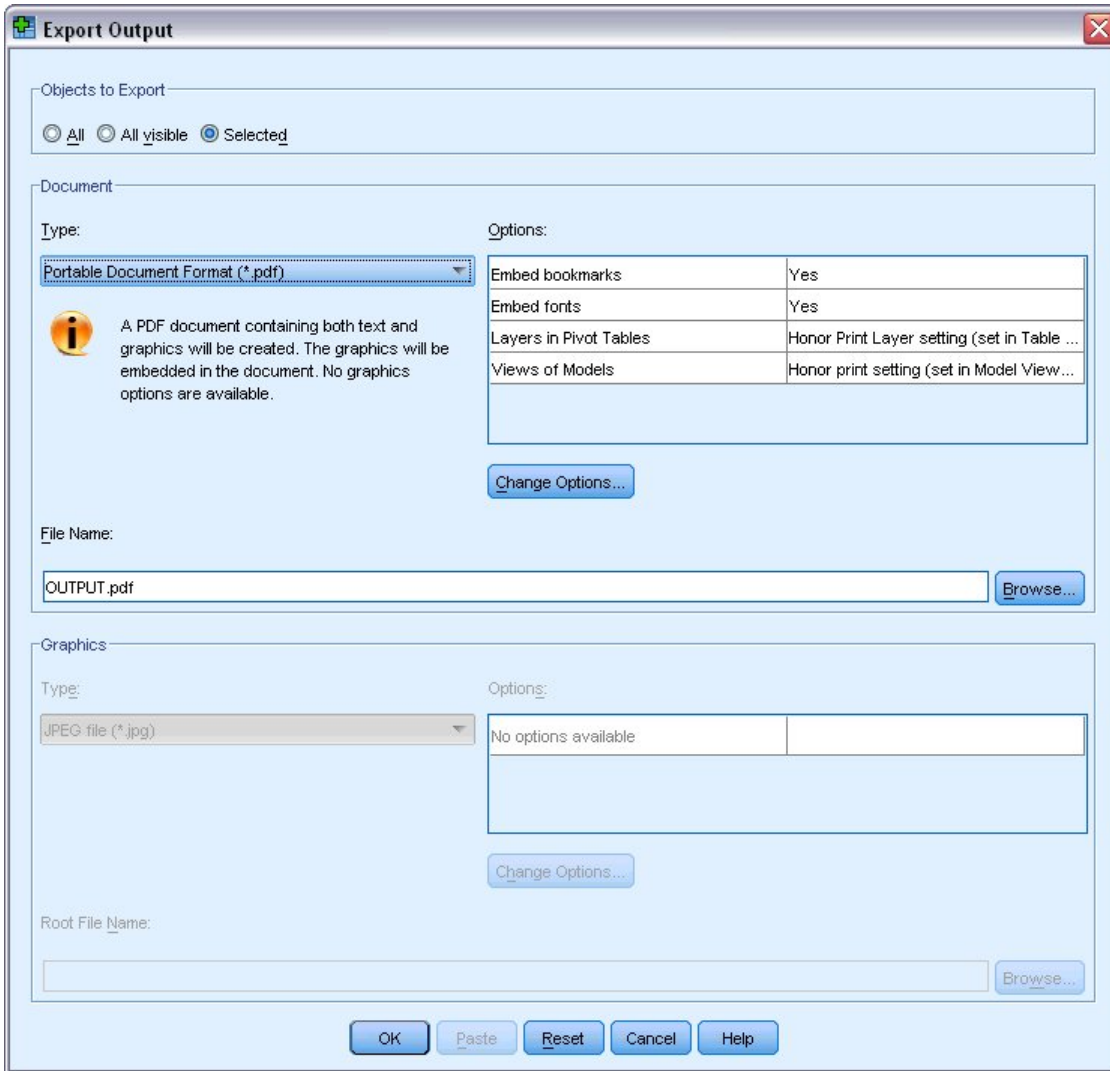 Export Output
Objects to Export
All All visible Selected
Document
Type:
Options:
Portable Document Format (*.pdf)
A PDF document containing both text and
graphics will be created. The graphics will be
embedded in the document. No graphics
options are available.
Embed bookmarks Yes
Embed fonts Yes
Layers in Pivot Tables Honor Print Layer setting (set in Table ...
Views of Models Honor print setting (set in Model View...
Change Options...
File Name:
OUTPUT.pdf
Browse...
Graphics
Type:
Options:
JPEG file (*.jpg)
No options available
Change Options...
Root File Name:
Browse...
OK Paste Reset Cancel Help